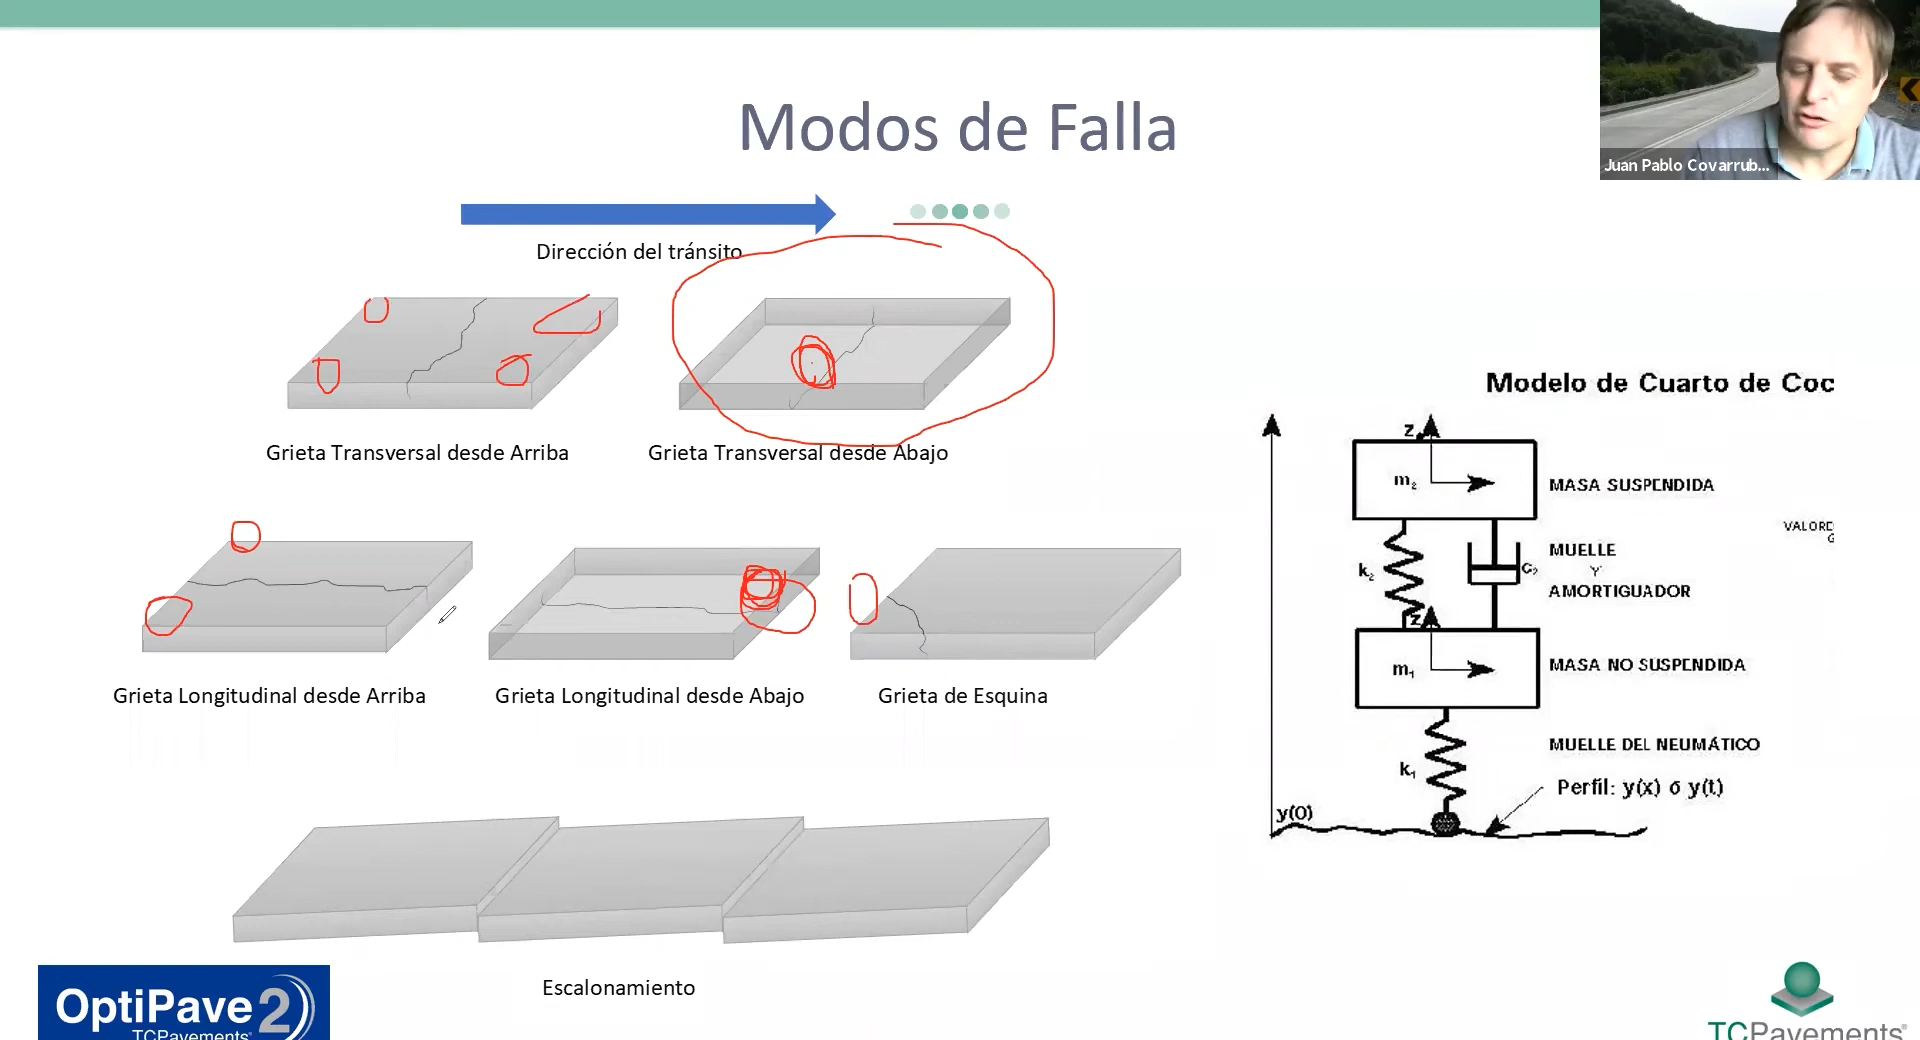 Modos de Falla
Juan Pablo Covarrub...
Dirección del tránsito
Grieta Transversal desde Arriba
Grieta Transversal desde Abajo
Grieta Longitudinal desde Arriba
Grieta Longitudinal desde Abajo
Grieta de Esquina
Escalonamiento
Modelo de Cuarto de Coc
Z
m₂
MASA SUSPENDIDA
VALORE
G
k₂
C₂
MUELLE
Y
AMORTIGUADOR
Z
m₁
MASA NO SUSPENDIDA
k₁
MUELLE DEL NEUMÁTICO
Perfil: y(x) ó y(t)
y(0)
OptiPave2
TCPavements
TCPavements®